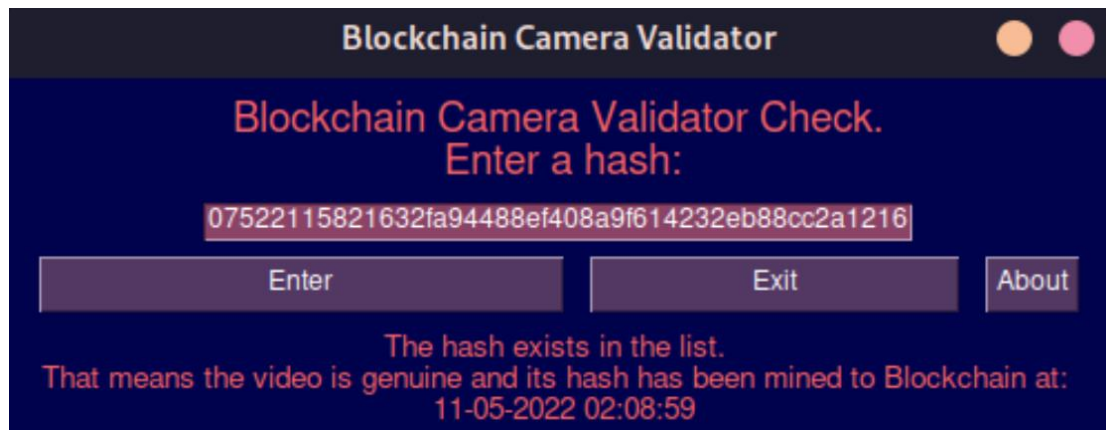 Blockchain Camera Validator
Blockchain Camera Validator Check.
Enter a hash:
07522115821632fa94488ef408a9f614232eb88cc2a1216
Enter Exit About
The hash exists in the list.
That means the video is genuine and its hash has been mined to Blockchain at:
11-05-2022 02:08:59